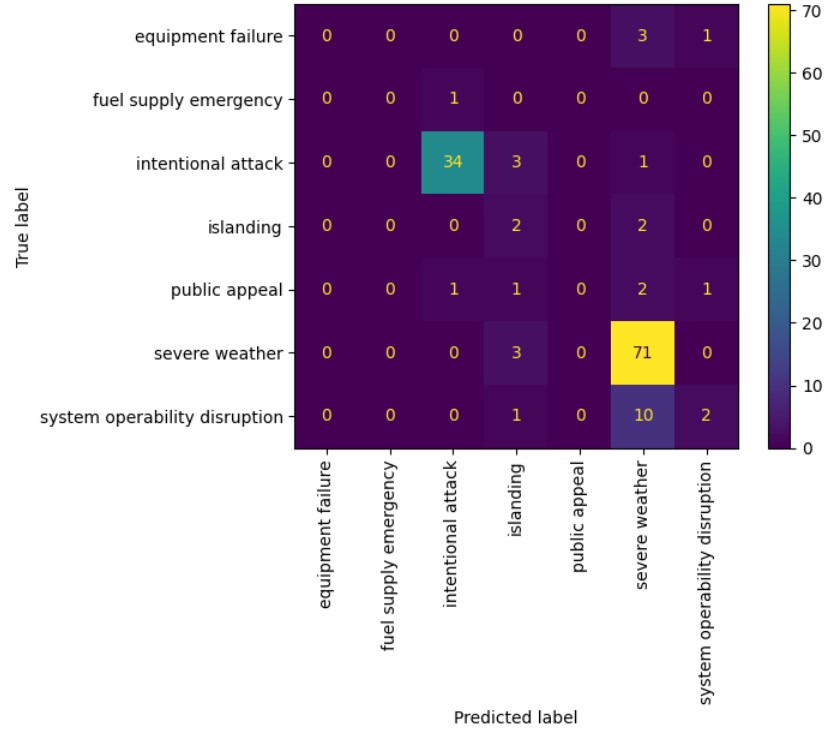 equipment failure 0 0 0 0 0 3 1
fuel supply emergency 0 0 1 0 0 0 0
intentional attack 0 0 34 3 0 1 0
islanding 0 0 0 2 0 2 0
public appeal 0 0 1 1 0 2 1
severe weather 0 0 0 3 0 71 0
system operability disruption 0 0 0 1 0 10 2
True label
equipment failure
fuel supply emergency
intentional attack
islanding
public appeal
severe weather
system operability disruption
Predicted label
70
60
50
40
30
20
10
0